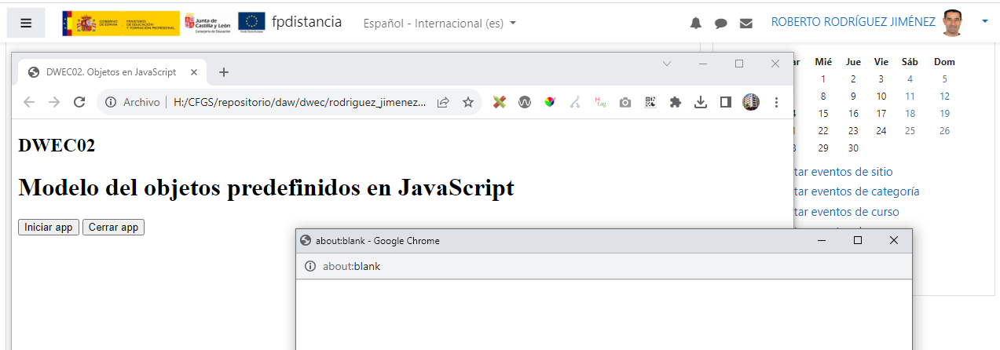 GOBIERNO DE ESPAÑA
MINISTERIO DE EDUCACIÓN Y FORMACIÓN PROFESIONAL
Junta de Castilla y León
Consejería de Educación
Fondo Social Europeo
fpdistancia
Español - Internacional (es)
ROBERTO RODRÍGUEZ JIMÉNEZ
DWEC02. Objetos en JavaScript
Archivo
H:/CFGS/repositorio/daw/dwec/rodriguez_jimenez...
H tag
DWEC02
Modelo del objetos predefinidos en JavaScript
Iniciar app
Cerrar app
about:blank - Google Chrome
about:blank
ar Mié Jue Vie Sáb Dom
1 2 3 4 5
8 9 10 11 12
15 16 17 18 19
22 23 24 25 26
29 30
tar eventos de sitio
tar eventos de categoría
tar eventos de curso